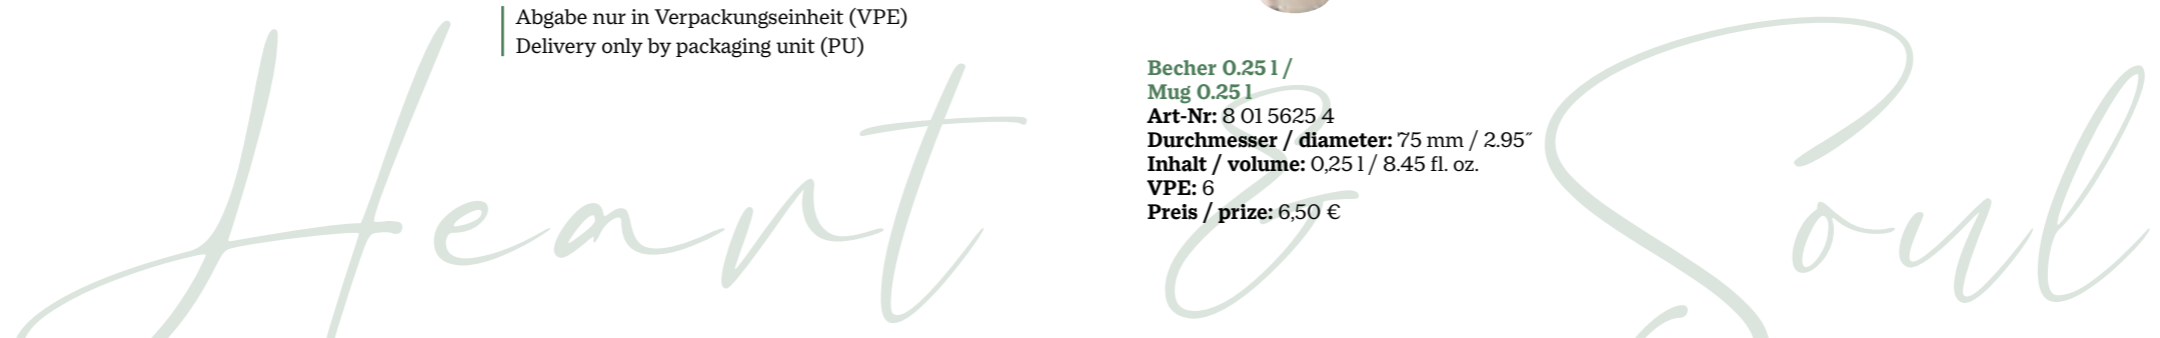 Abgabe nur in Verpackungseinheit (VPE)
Delivery only by packaging unit (PU)
Becher 0.25 l /
Mug 0.25 l
Art-Nr: 8 01 5625 4
Durchmesser / diameter: 75 mm / 2.95˝
Inhalt / volume: 0,25 l / 8.45 fl. oz.
VPE: 6
Preis / prize: 6,50 €
Heart & Soul